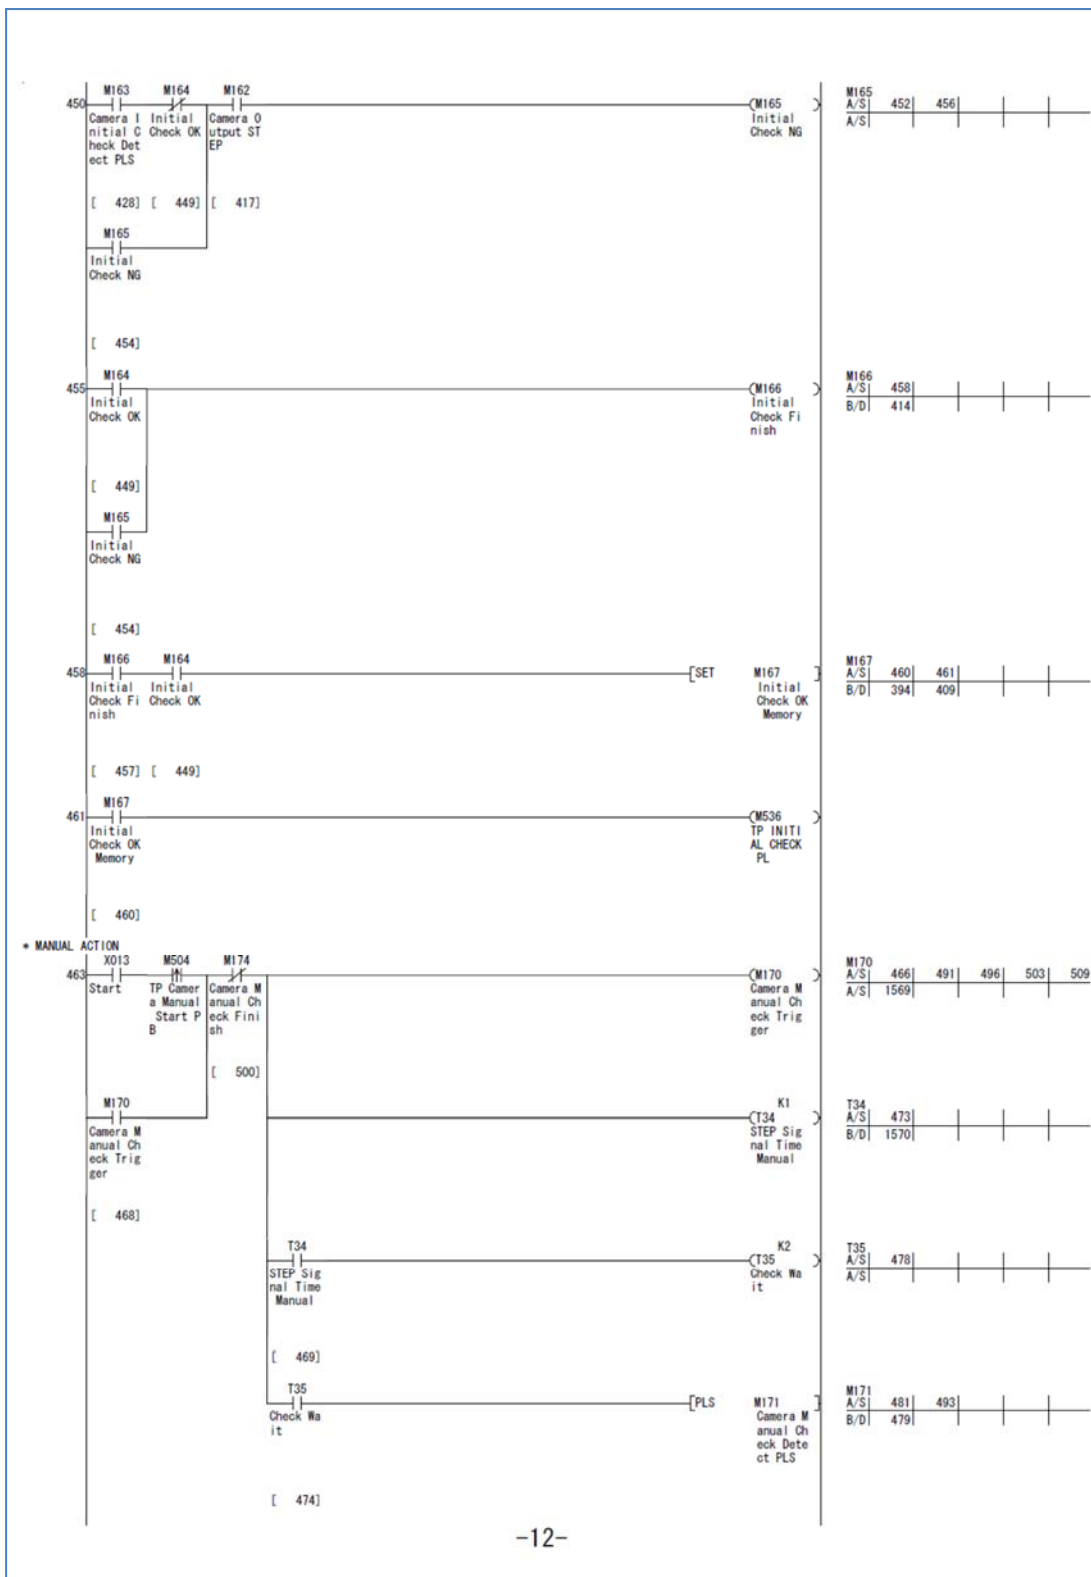 M163 M164 M162 M165
450 (M165 ) A/S| 452| 456|
Camera I Initial Camera O Initial A/S|
nitial C Check OK utput ST Check NG
heck Det EP
ect PLS
[ 428] [ 449] [ 417]
M165
Initial
Check NG
[ 454]
M164 M166
455 (M166 ) A/S| 458|
Initial Initial B/D| 414|
Check OK Check Fi
nish
[ 449]
M165
Initial
Check NG
[ 454]
M166 M164 M167
458 [SET M167 ] A/S| 460| 461|
Initial Initial Initial B/D| 394| 409|
Check Fi Check OK Check OK
nish Memory
[ 457] [ 449]
M167
461 (M536 )
Initial TP INITI
Check OK AL CHECK
Memory PL
[ 460]
* MANUAL ACTION
X013 M504 M174 M170
463 (M170 ) A/S| 466| 491| 496| 503| 509
Start TP Camer Camera M Camera M A/S| 1569|
a Manual anual Ch anual Ch
Start P eck Fini eck Trig
B sh ger
[ 500]
M170 K1 T34
(T34 ) A/S| 473|
Camera M STEP Sig B/D| 1570|
anual Ch nal Time
eck Trig Manual
ger
[ 468]
T34 K2 T35
(T35 ) A/S| 478|
STEP Sig Check Wa A/S|
nal Time it
Manual
[ 469]
T35 M171
[PLS M171 ] A/S| 481| 493|
Check Wa Camera M B/D| 479|
it anual Ch
eck Dete
ct PLS
[ 474]
-12-